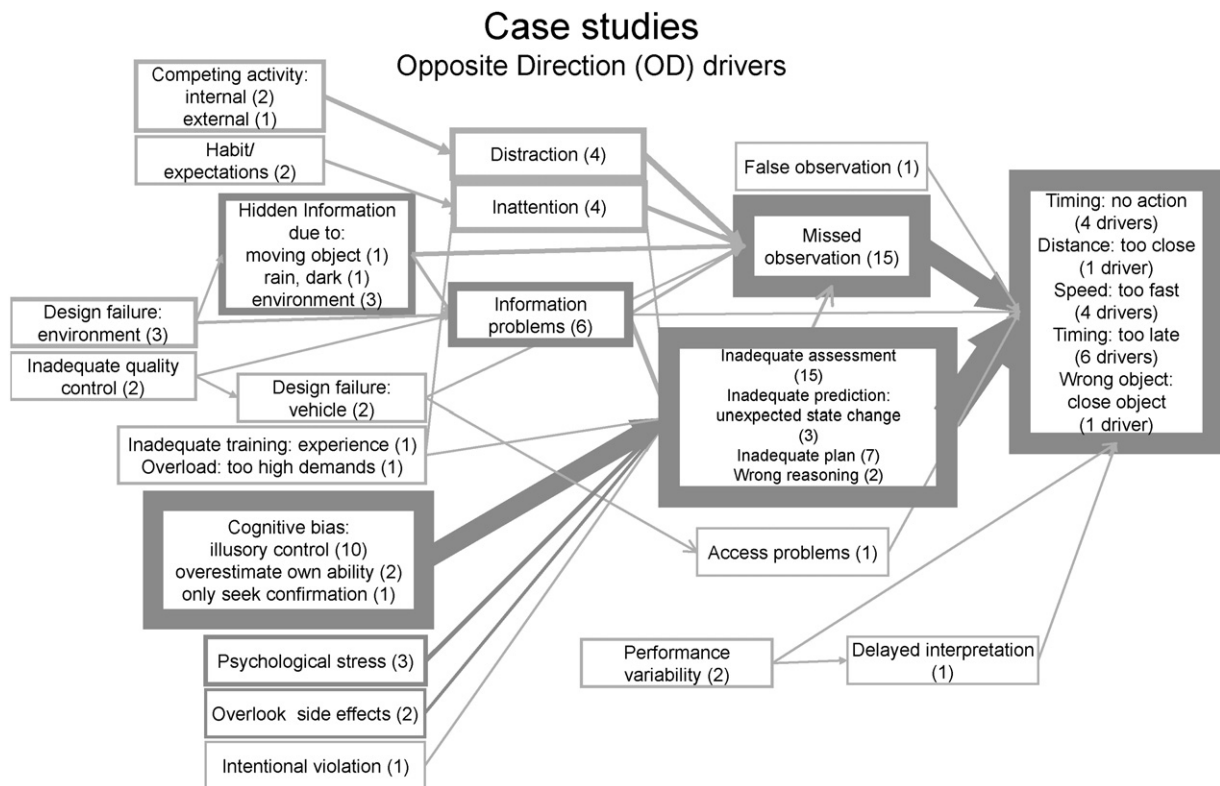 Case studies
Opposite Direction (OD) drivers
Competing activity:
internal (2)
external (1)
Habit/
expectations (2)
Hidden Information
due to:
moving object (1)
rain, dark (1)
environment (3)
Design failure:
environment (3)
Inadequate quality
control (2)
Design failure:
vehicle (2)
Inadequate training: experience (1)
Overload: too high demands (1)
Cognitive bias:
illusory control (10)
overestimate own ability (2)
only seek confirmation (1)
Psychological stress (3)
Overlook side effects (2)
Intentional violation (1)
Distraction (4)
Inattention (4)
Information
problems (6)
False observation (1)
Missed
observation (15)
Inadequate assessment
(15)
Inadequate prediction:
unexpected state change
(3)
Inadequate plan (7)
Wrong reasoning (2)
Access problems (1)
Performance
variability (2)
Delayed interpretation
(1)
Timing: no action
(4 drivers)
Distance: too close
(1 driver)
Speed: too fast
(4 drivers)
Timing: too late
(6 drivers)
Wrong object:
close object
(1 driver)